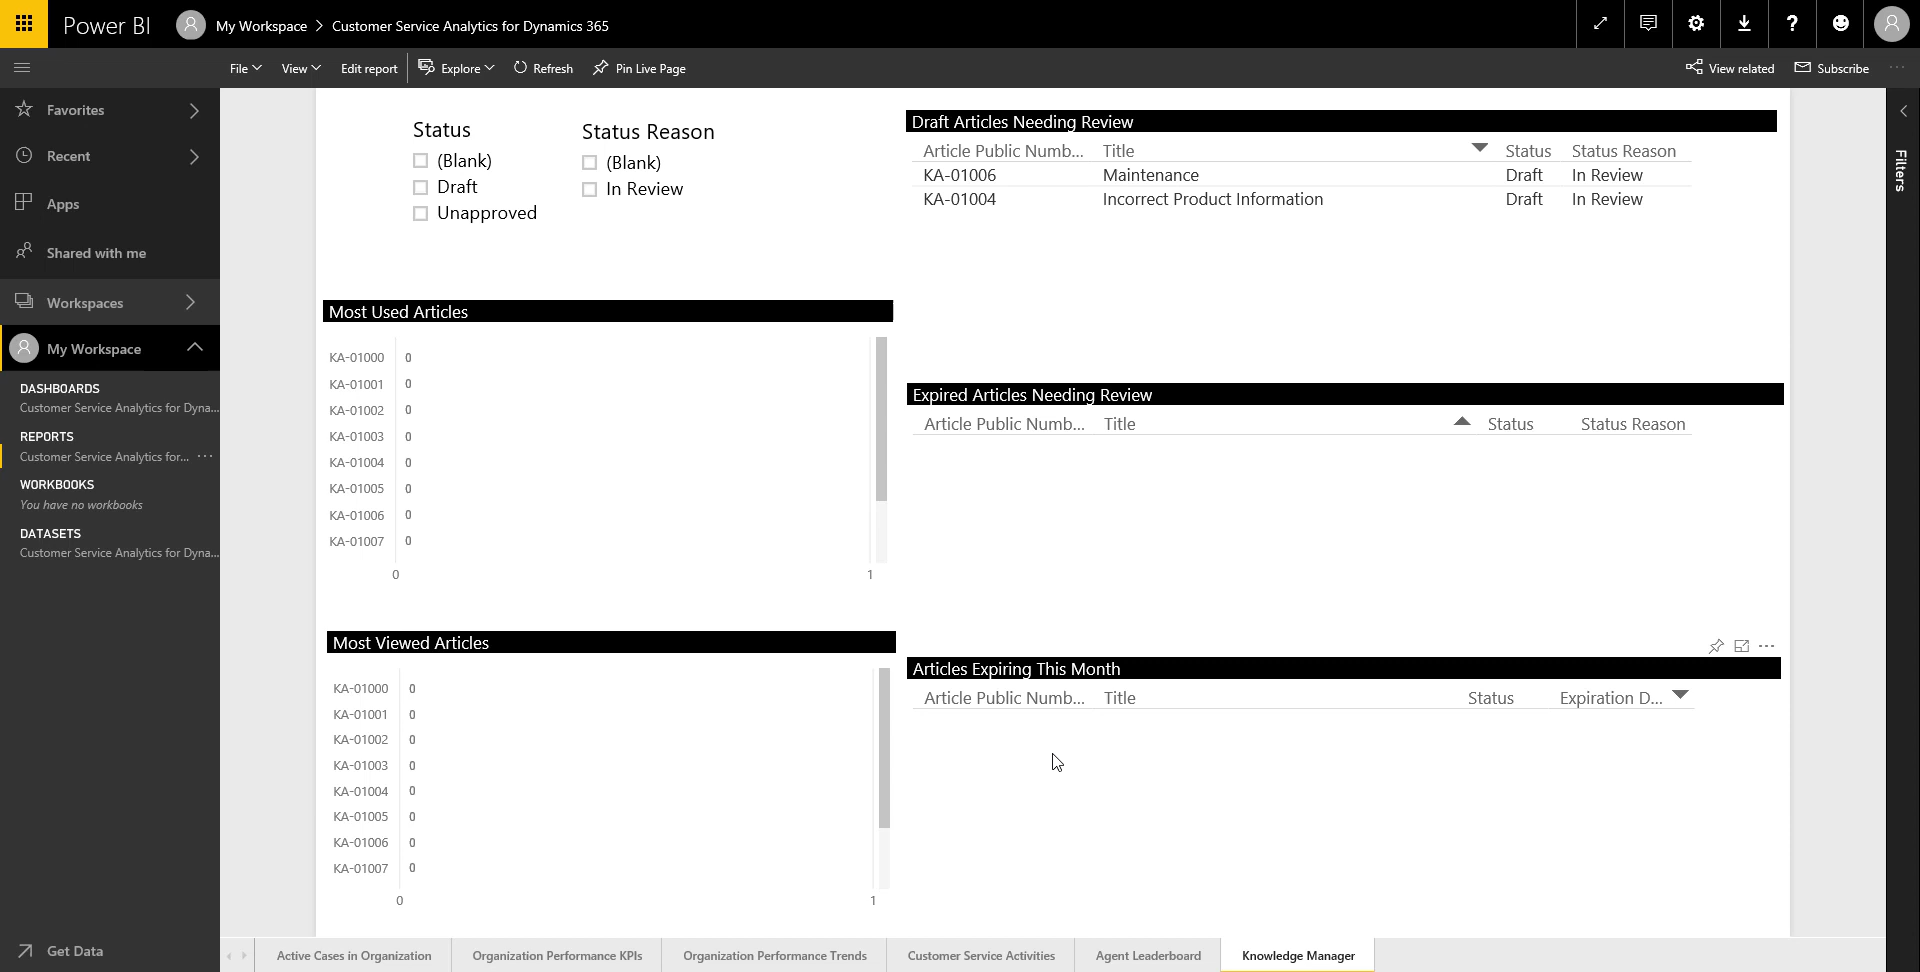 Power BI
My Workspace > Customer Service Analytics for Dynamics 365
File View Edit report Explore Refresh Pin Live Page View related Subscribe ...
Favorites
Recent
Apps
Shared with me
Workspaces
My Workspace
DASHBOARDS
Customer Service Analytics for Dyna...
REPORTS
Customer Service Analytics for... ...
WORKBOOKS
You have no workbooks
DATASETS
Customer Service Analytics for Dyna...
Get Data
Status
(Blank)
Draft
Unapproved
Status Reason
(Blank)
In Review
Draft Articles Needing Review
Article Public Numb... Title Status Status Reason
KA-01006 Maintenance Draft In Review
KA-01004 Incorrect Product Information Draft In Review
Most Used Articles
KA-01000 0
KA-01001 0
KA-01002 0
KA-01003 0
KA-01004 0
KA-01005 0
KA-01006 0
KA-01007 0
0 1
Expired Articles Needing Review
Article Public Numb... Title Status Status Reason
Most Viewed Articles
KA-01000 0
KA-01001 0
KA-01002 0
KA-01003 0
KA-01004 0
KA-01005 0
KA-01006 0
KA-01007 0
0 1
Articles Expiring This Month
Article Public Numb... Title Status Expiration D...
Filters
Active Cases in Organization Organization Performance KPIs Organization Performance Trends Customer Service Activities Agent Leaderboard Knowledge Manager